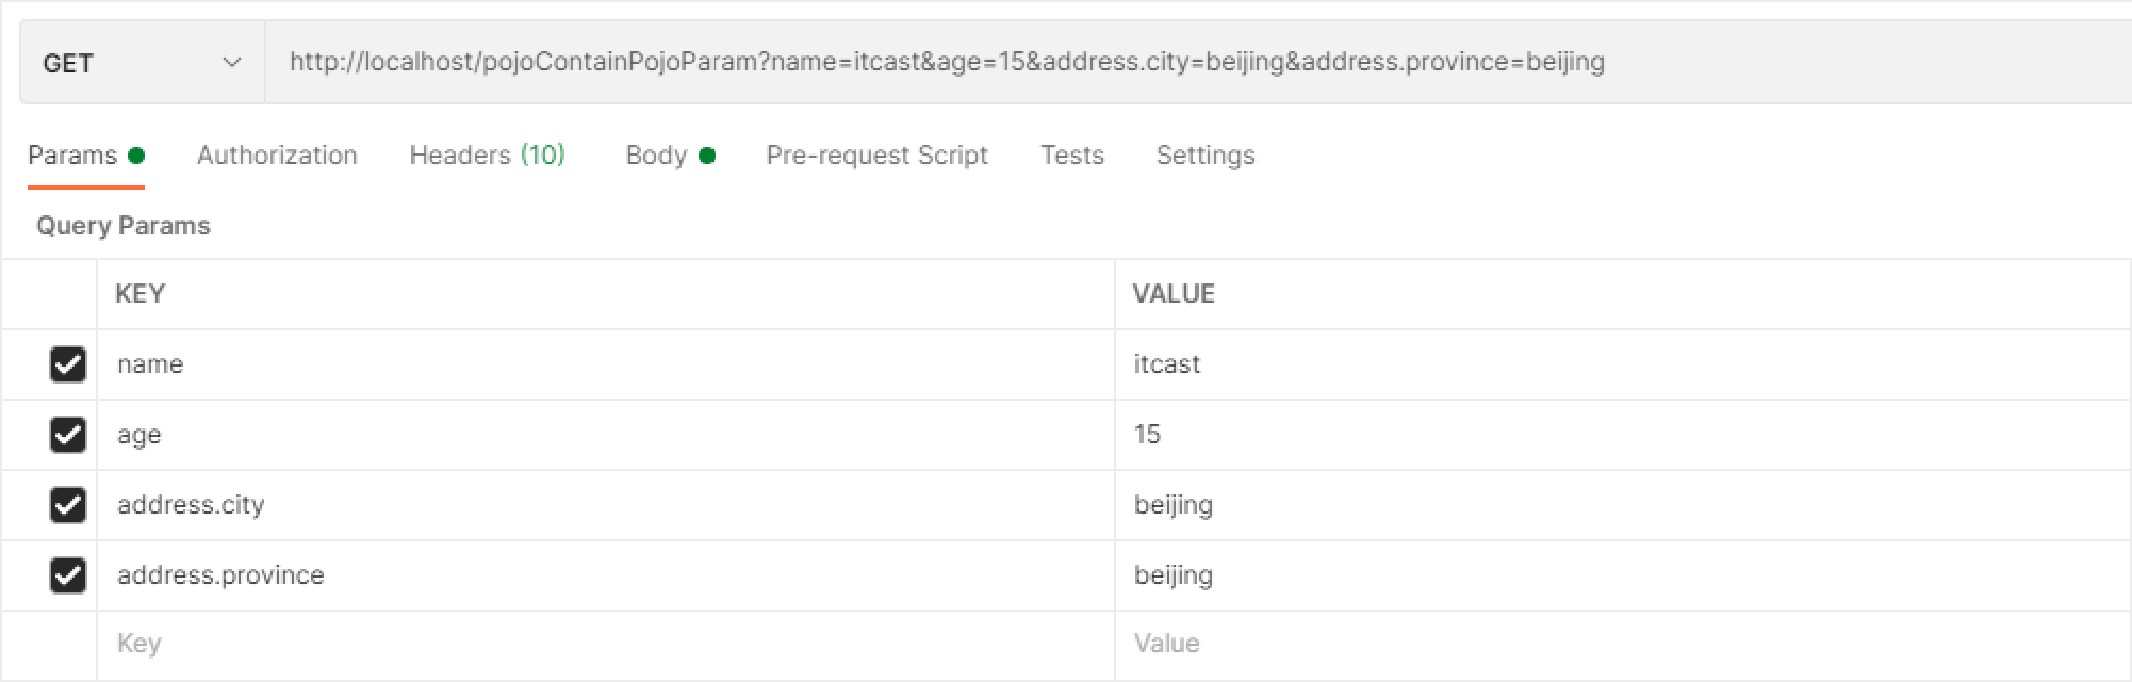 GET http://localhost/pojoContainPojoParam?name=itcast&age=15&address.city=beijing&address.province=beijing
Params Authorization Headers (10) Body Pre-request Script Tests Settings
Query Params
KEY VALUE
name itcast
age 15
address.city beijing
address.province beijing
Key Value